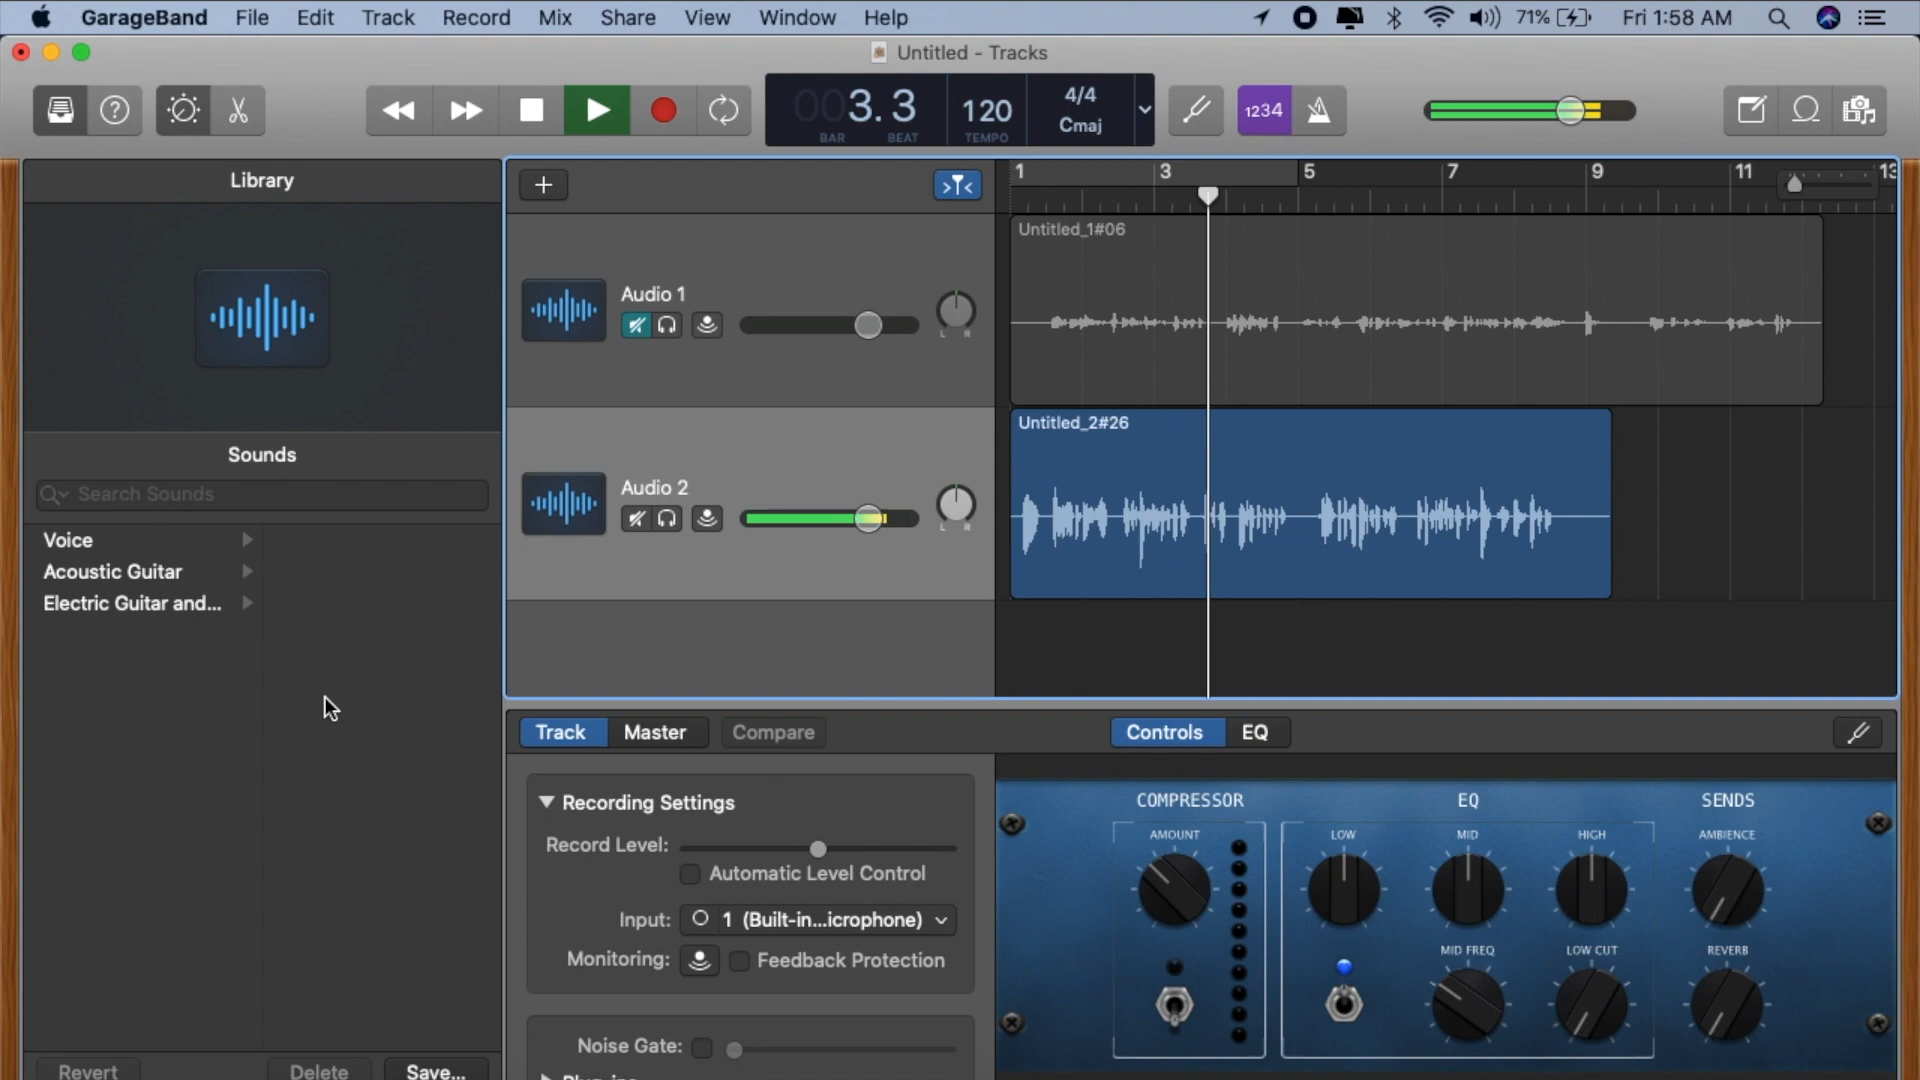 GarageBand File Edit Track Record Mix Share View Window Help 71% Fri 1:58 AM
Untitled - Tracks
003.3 120 4/4 Cmaj
BAR BEAT TEMPO
1234
Library
Sounds
Search Sounds
Voice
Acoustic Guitar
Electric Guitar and...
Revert Delete Save...
1 3 5 7 9 11 13
Audio 1
L R
Untitled_1#06
Audio 2
L R
Untitled_2#26
Track Master Compare Controls EQ
Recording Settings
Record Level:
Automatic Level Control
Input: 1 (Built-in...icrophone)
Monitoring: Feedback Protection
Noise Gate:
COMPRESSOR EQ SENDS
AMOUNT LOW MID HIGH AMBIENCE
MID FREQ LOW CUT REVERB